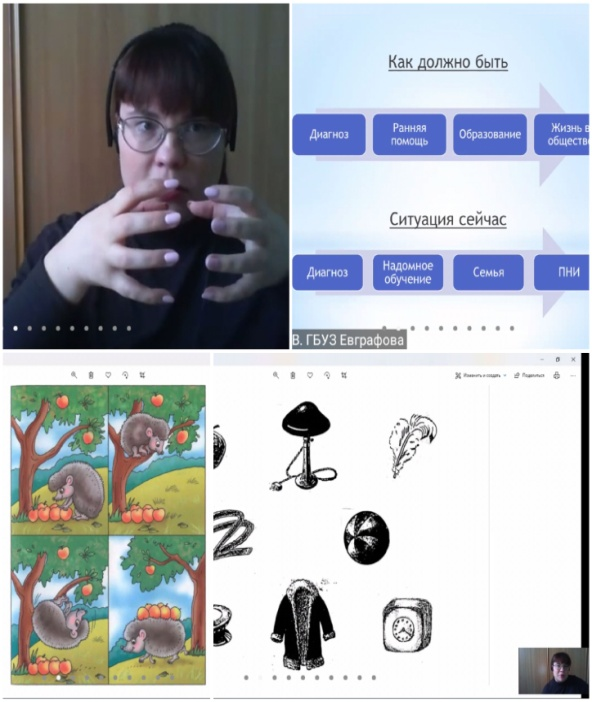 Как должно быть
Диагноз
Ранняя
помощь
Образование
Жизнь в
обществ
Ситуация сейчас
Диагноз
Надомное
обучение
Семья
ПНИ
В. ГБУЗ Евграфова
Изменить и создать
Поделиться